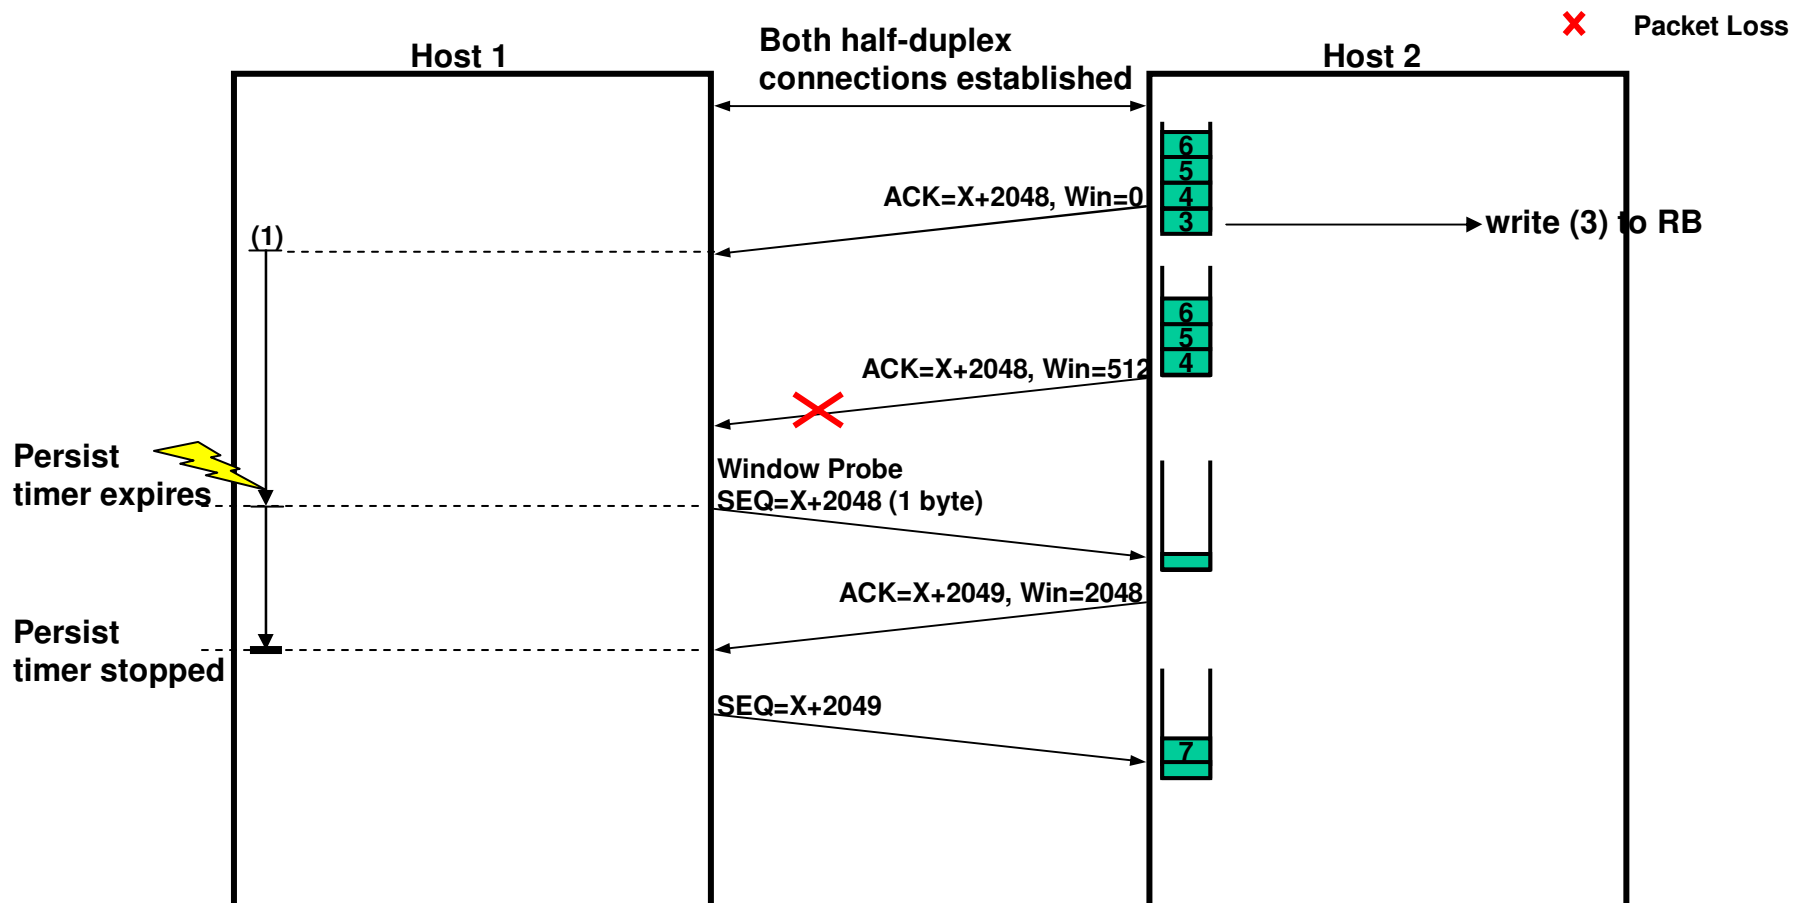 Packet Loss
Host 1
Both half-duplex
connections established
Host 2
6
5
4
3
ACK=X+2048, Win=0
write (3) to RB
(1)
6
5
4
ACK=X+2048, Win=512
Persist
timer expires
Window Probe
SEQ=X+2048 (1 byte)
ACK=X+2049, Win=2048
Persist
timer stopped
SEQ=X+2049
7